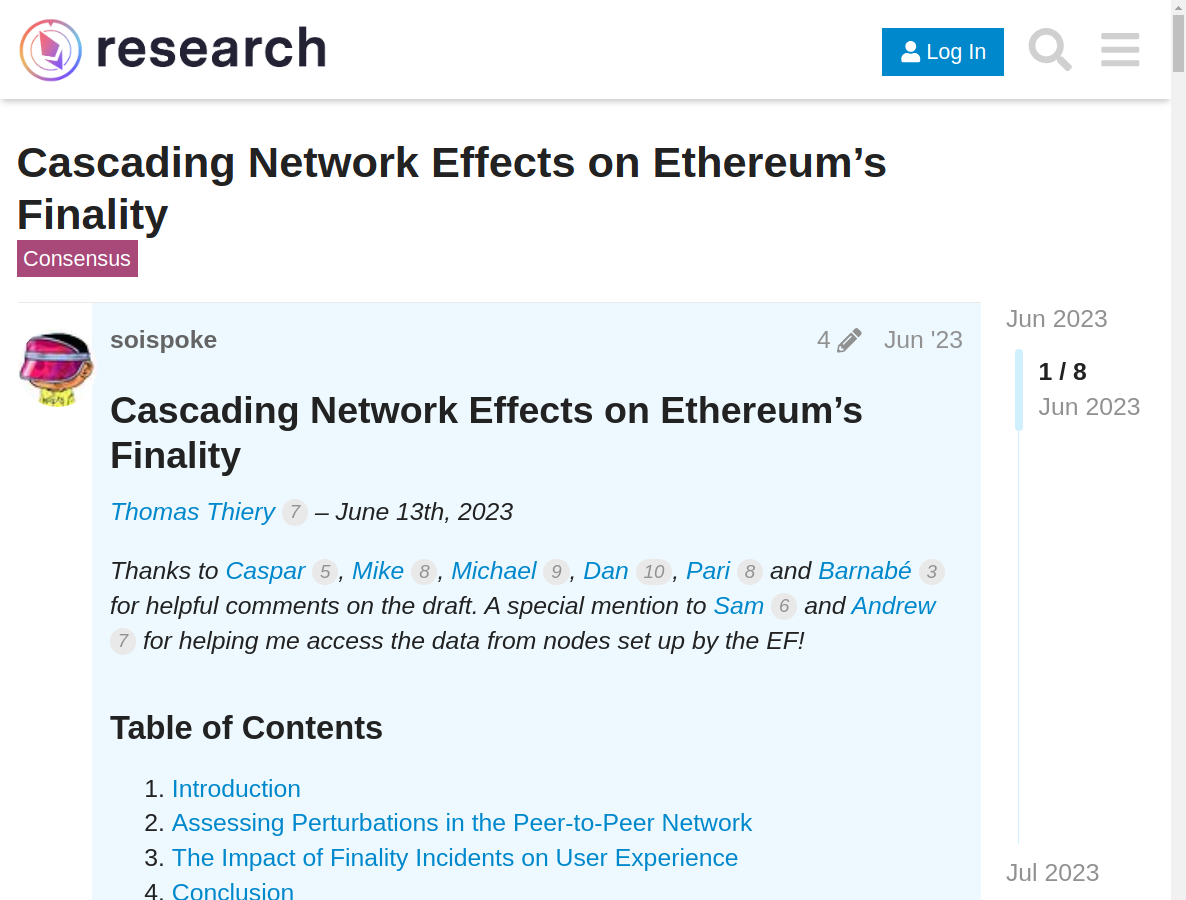 research
Log In
Cascading Network Effects on Ethereum’s
Finality
Consensus
Jun 2023
soispoke 4 Jun '23
1 / 8
Jun 2023
Cascading Network Effects on Ethereum’s
Finality
Thomas Thiery 7 – June 13th, 2023
Thanks to Caspar 5, Mike 8, Michael 9, Dan 10, Pari 8 and Barnabé 3
for helpful comments on the draft. A special mention to Sam 6 and Andrew
7 for helping me access the data from nodes set up by the EF!
Table of Contents
1. Introduction
2. Assessing Perturbations in the Peer-to-Peer Network
3. The Impact of Finality Incidents on User Experience
4. Conclusion
Jul 2023